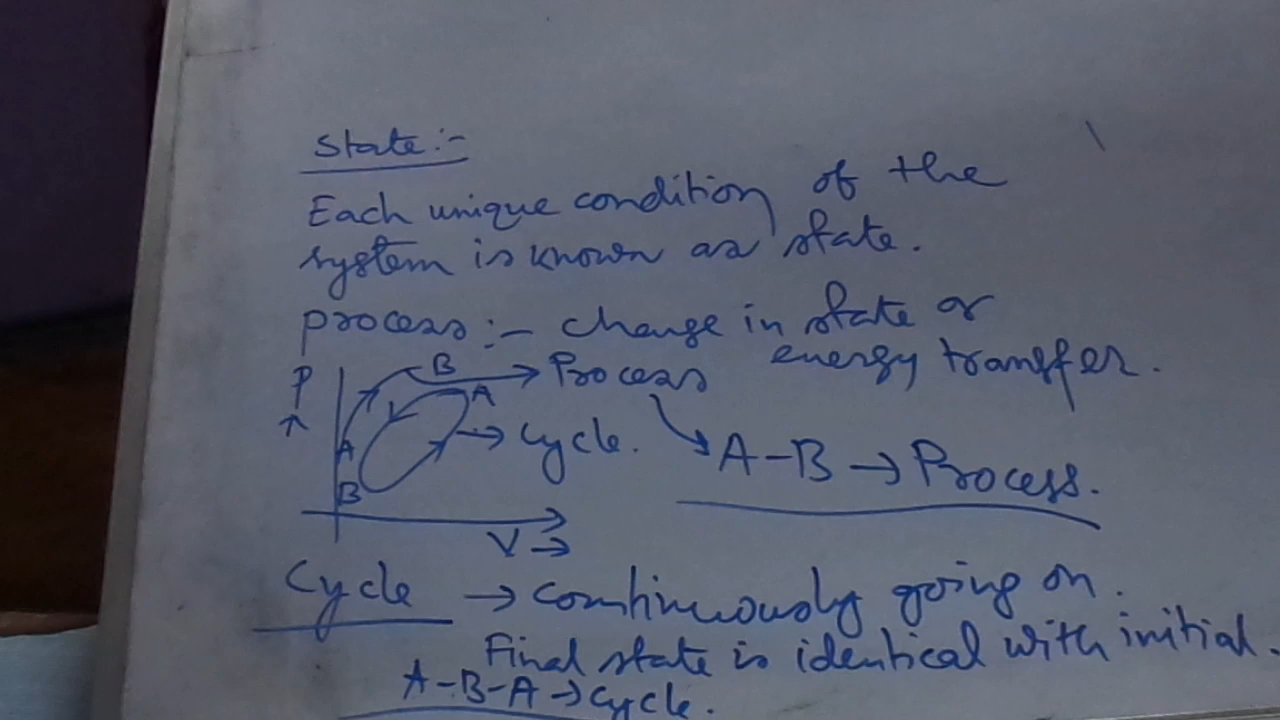 State:-
Each unique condition of the
system is known as state.
process:- change in state or
energy transfer.
P ↑
B → Process
A
A
→ cycle.
B
A-B → Process.
V →
Cycle → continuously going on.
Final state is identical with initial.
A-B-A → cycle.